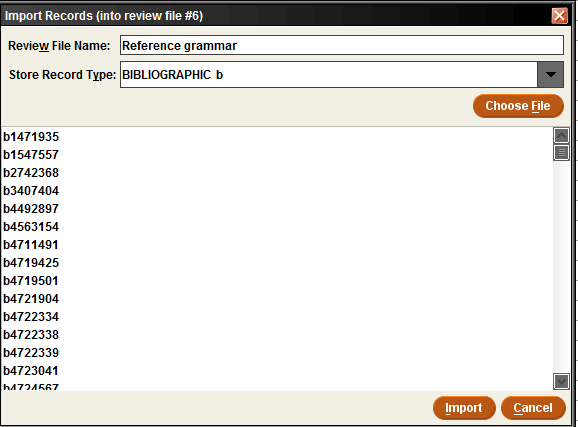 Import Records (into review file #6)
Review File Name: Reference grammar
Store Record Type: BIBLIOGRAPHIC b
Choose File
b1471935
b1547557
b2742368
b3407404
b4492897
b4563154
b4711491
b4719425
b4719501
b4721904
b4722334
b4722338
b4722339
b4723041
b4724567
Import Cancel